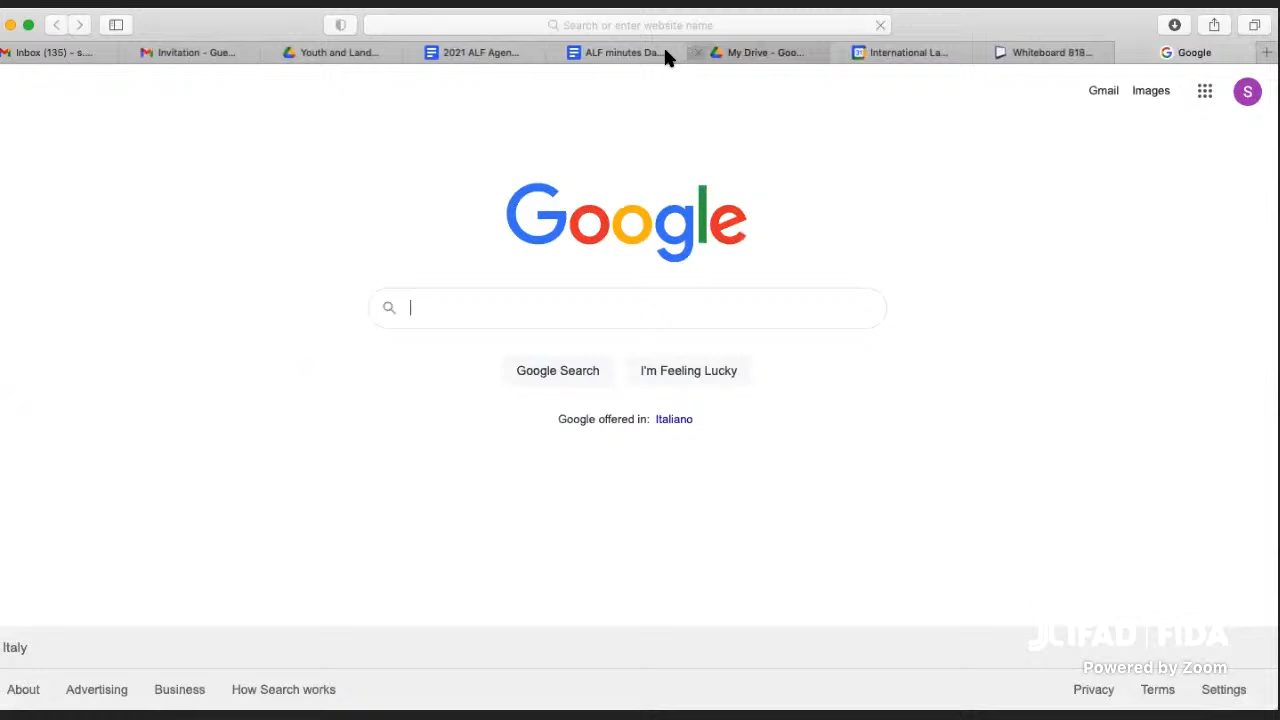 Search or enter website name
Inbox (135) – s....
Invitation - Gue...
Youth and Land...
2021 ALF Agen...
ALF minutes Da...
My Drive - Goo...
International La...
Whiteboard B1B...
Google
Gmail
Images
S
Google
Google Search
I'm Feeling Lucky
Google offered in: Italiano
Italy
JLIFAD | FIDA
Powered by Zoom
About
Advertising
Business
How Search works
Privacy
Terms
Settings